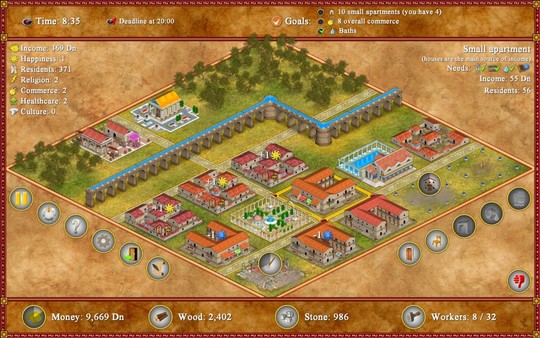 Time: 8:35
Deadline at 20:00
Goals:
10 small apartments (you have 4)
8 overall commerce
Baths
Income: 369 Dn
Happiness: 1
Residents: 371
Religion: 2
Commerce: 2
Healthcare: 2
Culture: 0
Small apartment
(houses are the main source of income)
Needs:
Income: 55 Dn
Residents: 56
Money: 9,669 Dn
Wood: 2,402
Stone: 986
Workers: 8 / 32